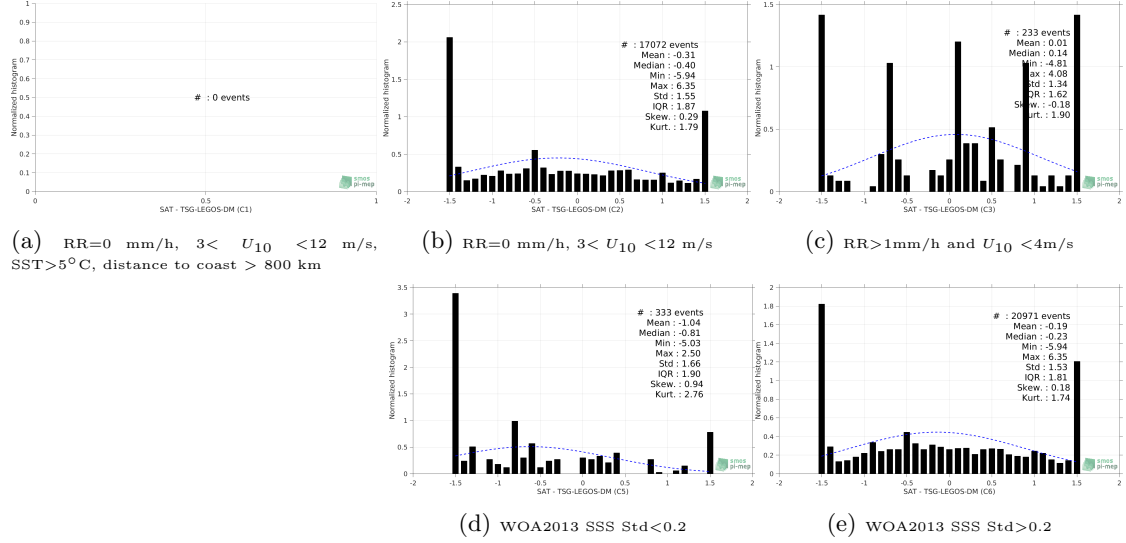 1
0.9
0.8
0.7
0.6
0.5
0.4
0.3
0.2
0.1
0
Normalized histogram
# : 0 events
0 0.5 1
SAT - TSG-LEGOS-DM (C1)
smos
pi-mep
(a) RR=0 mm/h, 3< U10 <12 m/s,
SST>5°C, distance to coast > 800 km
2.5
2
1.5
1
0.5
0
Normalized histogram
# : 17072 events
Mean : -0.31
Median : -0.40
Min : -5.94
Max : 6.35
Std : 1.55
IQR : 1.87
Skew. : 0.29
Kurt. : 1.79
-2 -1.5 -1 -0.5 0 0.5 1 1.5 2
SAT - TSG-LEGOS-DM (C2)
smos
pi-mep
(b) RR=0 mm/h, 3< U10 <12 m/s
1.5
1
0.5
0
Normalized histogram
# : 233 events
Mean : 0.01
Median : 0.14
Min : -4.81
Max : 4.08
Std : 1.34
IQR : 1.62
Skew. : -0.18
Kurt. : 1.90
-2 -1.5 -1 -0.5 0 0.5 1 1.5 2
SAT - TSG-LEGOS-DM (C3)
smos
pi-mep
(c) RR>1mm/h and U10 <4m/s
3.5
3
2.5
2
1.5
1
0.5
0
Normalized histogram
# : 333 events
Mean : -1.04
Median : -0.81
Min : -5.03
Max : 2.50
Std : 1.66
IQR : 1.90
Skew. : 0.94
Kurt. : 2.76
-2 -1.5 -1 -0.5 0 0.5 1 1.5 2
SAT - TSG-LEGOS-DM (C5)
smos
pi-mep
(d) WOA2013 SSS Std<0.2
2
1.8
1.6
1.4
1.2
1
0.8
0.6
0.4
0.2
0
Normalized histogram
# : 20971 events
Mean : -0.19
Median : -0.23
Min : -5.94
Max : 6.35
Std : 1.53
IQR : 1.81
Skew. : 0.18
Kurt. : 1.74
-2 -1.5 -1 -0.5 0 0.5 1 1.5 2
SAT - TSG-LEGOS-DM (C6)
smos
pi-mep
(e) WOA2013 SSS Std>0.2